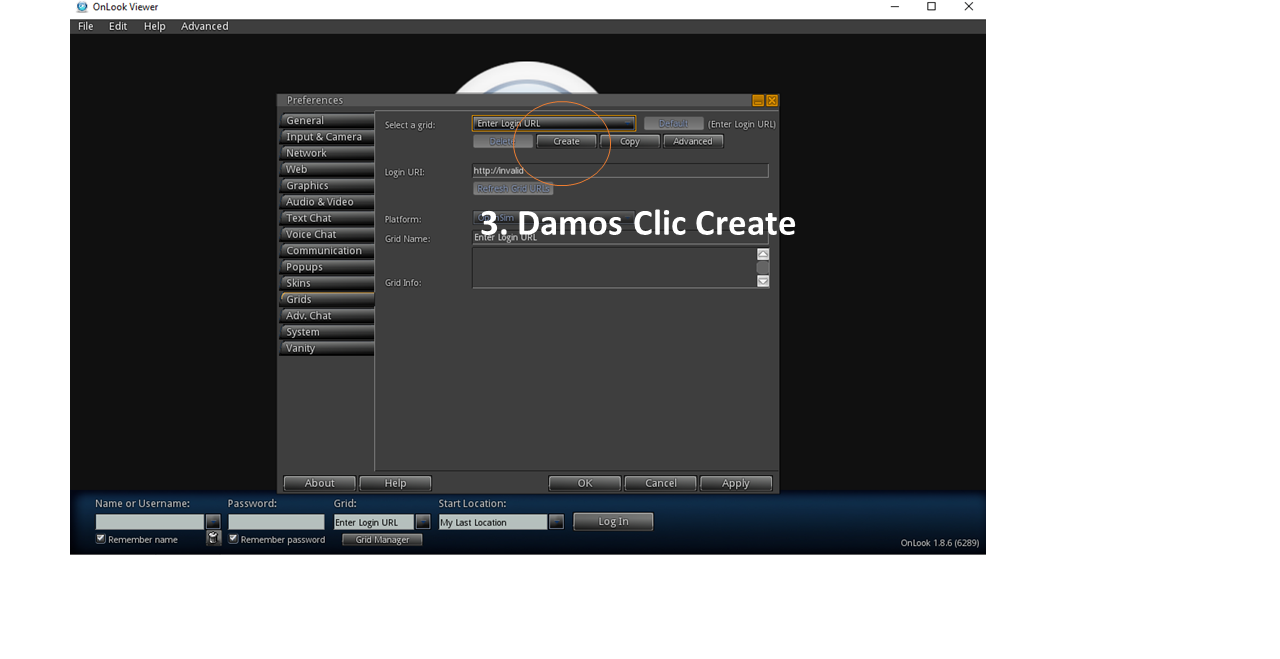 OnLook Viewer
File Edit Help Advanced
Preferences
General
Input & Camera
Network
Web
Graphics
Audio & Video
Text Chat
Voice Chat
Communication
Popups
Skins
Grids
Adv. Chat
System
Vanity
Select a grid: Enter Login URL Default (Enter Login URL)
Delete Create Copy Advanced
Login URI: http://invalid
Refresh Grid URLs
Platform: OpenSim
3. Damos Clic Create
Grid Name: Enter Login URL
Grid Info:
About Help OK Cancel Apply
Name or Username: Password: Grid: Start Location:
Enter Login URL My Last Location Log In
Remember name Remember password Grid Manager
OnLook 1.8.6 (6289)